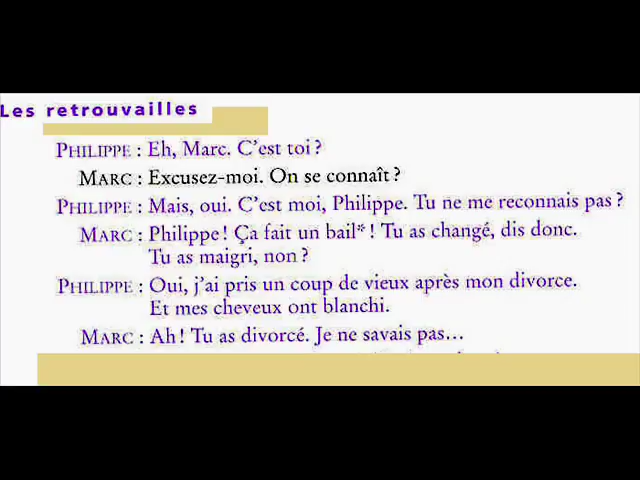 Les retrouvailles
PHILIPPE : Eh, Marc. C'est toi ?
MARC : Excusez-moi. On se connaît ?
PHILIPPE : Mais, oui. C'est moi, Philippe. Tu ne me reconnais pas ?
MARC : Philippe ! Ça fait un bail* ! Tu as changé, dis donc.
Tu as maigri, non ?
PHILIPPE : Oui, j'ai pris un coup de vieux après mon divorce.
Et mes cheveux ont blanchi.
MARC : Ah ! Tu as divorcé. Je ne savais pas…